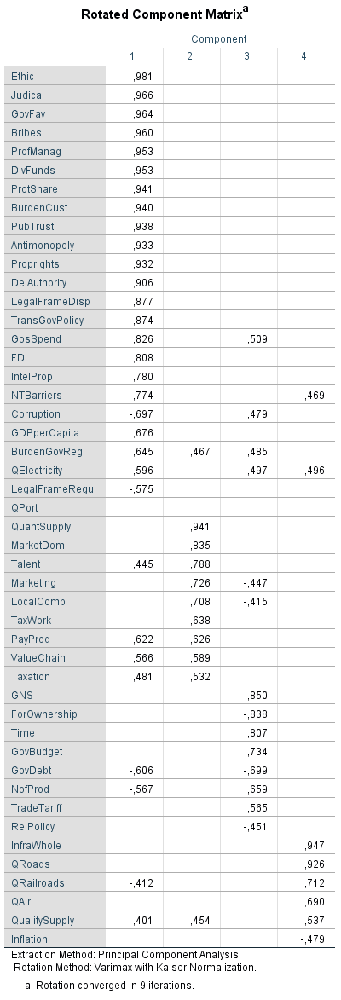 Rotated Component Matrixa
Component
1 2 3 4
Ethic ,981
Judical ,966
GovFav ,964
Bribes ,960
ProfManag ,953
DivFunds ,953
ProtShare ,941
BurdenCust ,940
PubTrust ,938
Antimonopoly ,933
Proprights ,932
DelAuthority ,906
LegalFrameDisp ,877
TransGovPolicy ,874
GosSpend ,826 ,509
FDI ,808
IntelProp ,780
NTBarriers ,774 -,469
Corruption -,697 ,479
GDPperCapita ,676
BurdenGovReg ,645 ,467 ,485
QElectricity ,596 -,497 ,496
LegalFrameRegul -,575
QPort
QuantSupply ,941
MarketDom ,835
Talent ,445 ,788
Marketing ,726 -,447
LocalComp ,708 -,415
TaxWork ,638
PayProd ,622 ,626
ValueChain ,566 ,589
Taxation ,481 ,532
GNS ,850
ForOwnership -,838
Time ,807
GovBudget ,734
GovDebt -,606 -,699
NofProd -,567 ,659
TradeTariff ,565
RelPolicy -,451
InfraWhole ,947
QRoads ,926
QRailroads -,412 ,712
QAir ,690
QualitySupply ,401 ,454 ,537
Inflation -,479
Extraction Method: Principal Component Analysis.
Rotation Method: Varimax with Kaiser Normalization.
a. Rotation converged in 9 iterations.